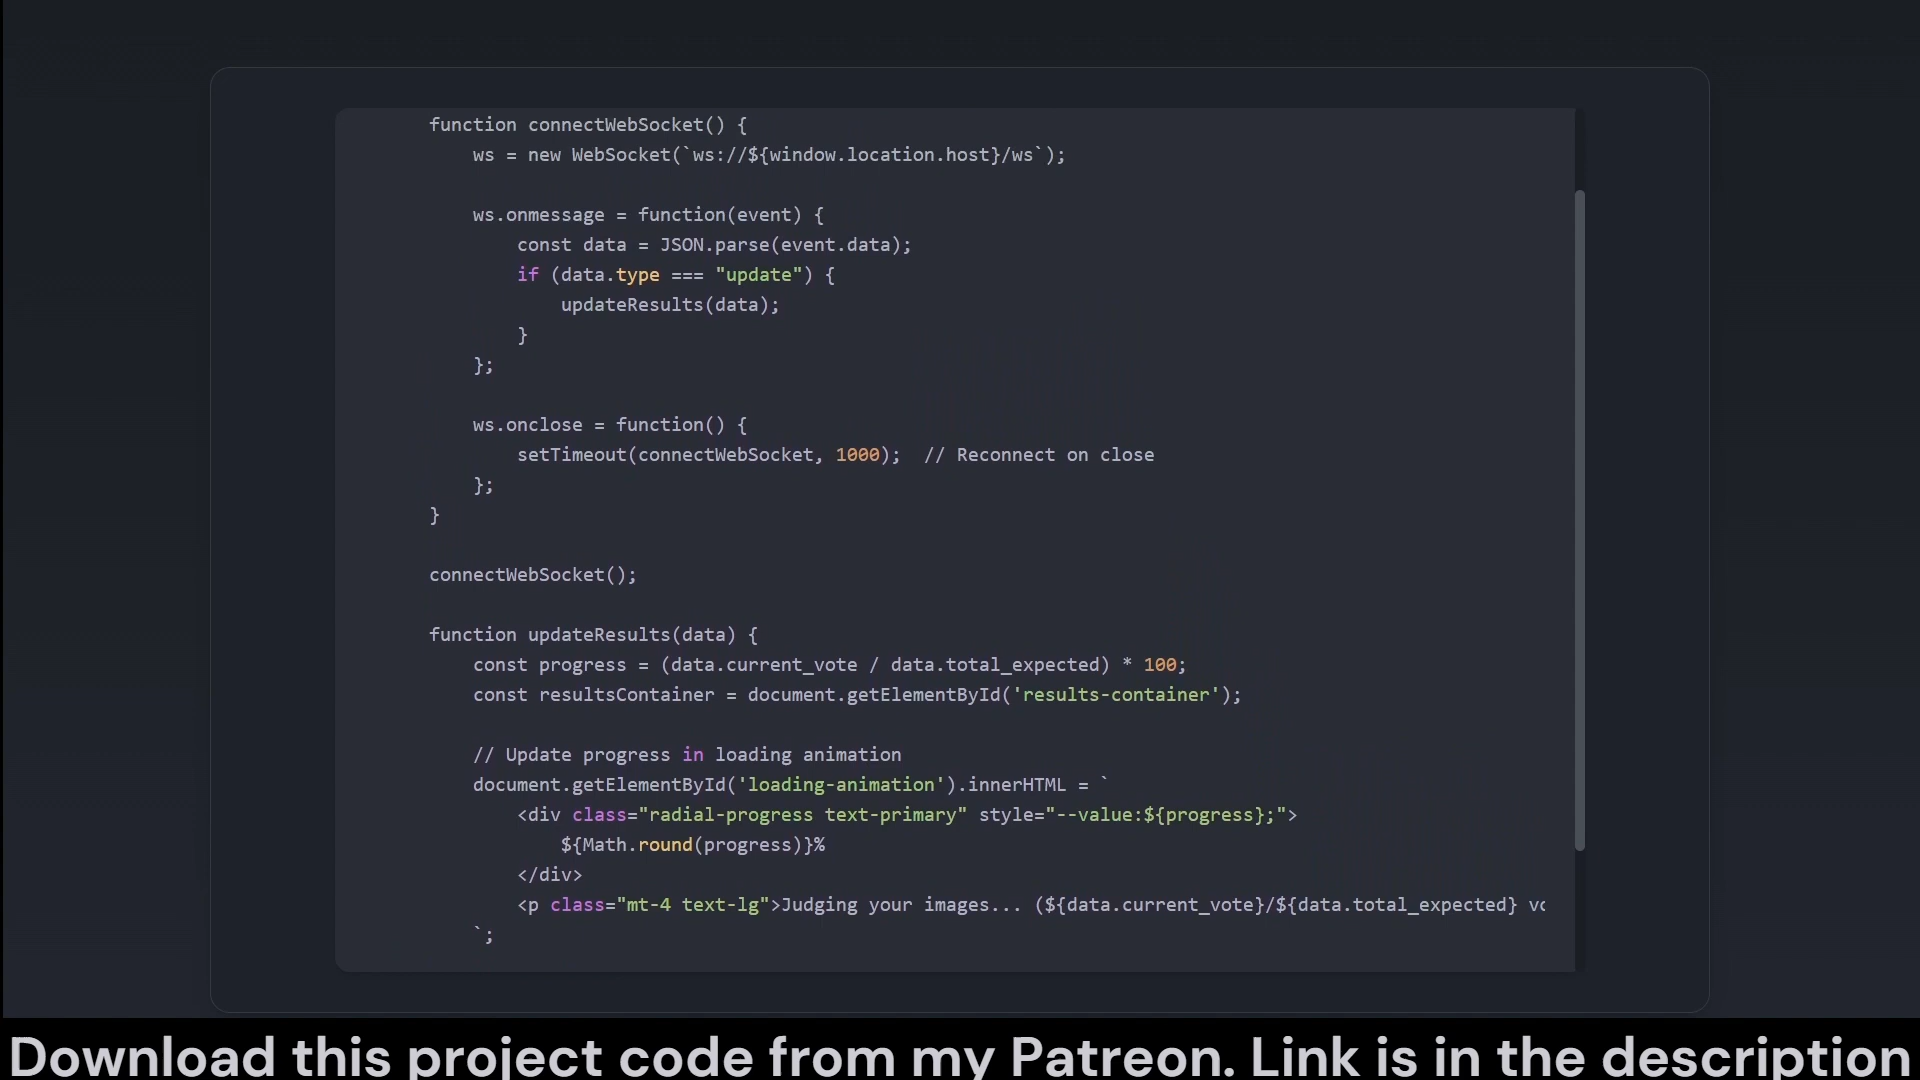 function connectWebSocket() {
    ws = new WebSocket(`ws://${window.location.host}/ws`);

    ws.onmessage = function(event) {
        const data = JSON.parse(event.data);
        if (data.type === "update") {
            updateResults(data);
        }
    };

    ws.onclose = function() {
        setTimeout(connectWebSocket, 1000);  // Reconnect on close
    };
}

connectWebSocket();

function updateResults(data) {
    const progress = (data.current_vote / data.total_expected) * 100;
    const resultsContainer = document.getElementById('results-container');

    // Update progress in loading animation
    document.getElementById('loading-animation').innerHTML = `
        <div class="radial-progress text-primary" style="--value:${progress};">
            ${Math.round(progress)}%
        </div>
        <p class="mt-4 text-lg">Judging your images... (${data.current_vote}/${data.total_expected}
    `;
Download this project code from my Patreon. Link is in the description